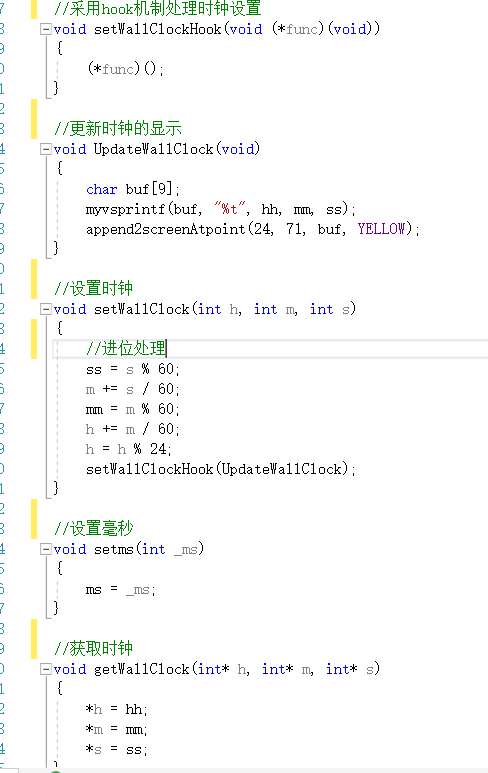 //采用hook机制处理时钟设置
void setWallClockHook(void (*func)(void))
{
(*func)();
}
//更新时钟的显示
void UpdateWallClock(void)
{
char buf[9];
myvsprintf(buf, "%t", hh, mm, ss);
append2screenAtpoint(24, 71, buf, YELLOW);
}
//设置时钟
void setWallClock(int h, int m, int s)
{
//进位处理
ss = s % 60;
m += s / 60;
mm = m % 60;
h += m / 60;
h = h % 24;
setWallClockHook(UpdateWallClock);
}
//设置毫秒
void setms(int _ms)
{
ms = _ms;
}
//获取时钟
void getWallClock(int* h, int* m, int* s)
{
*h = hh;
*m = mm;
*s = ss;